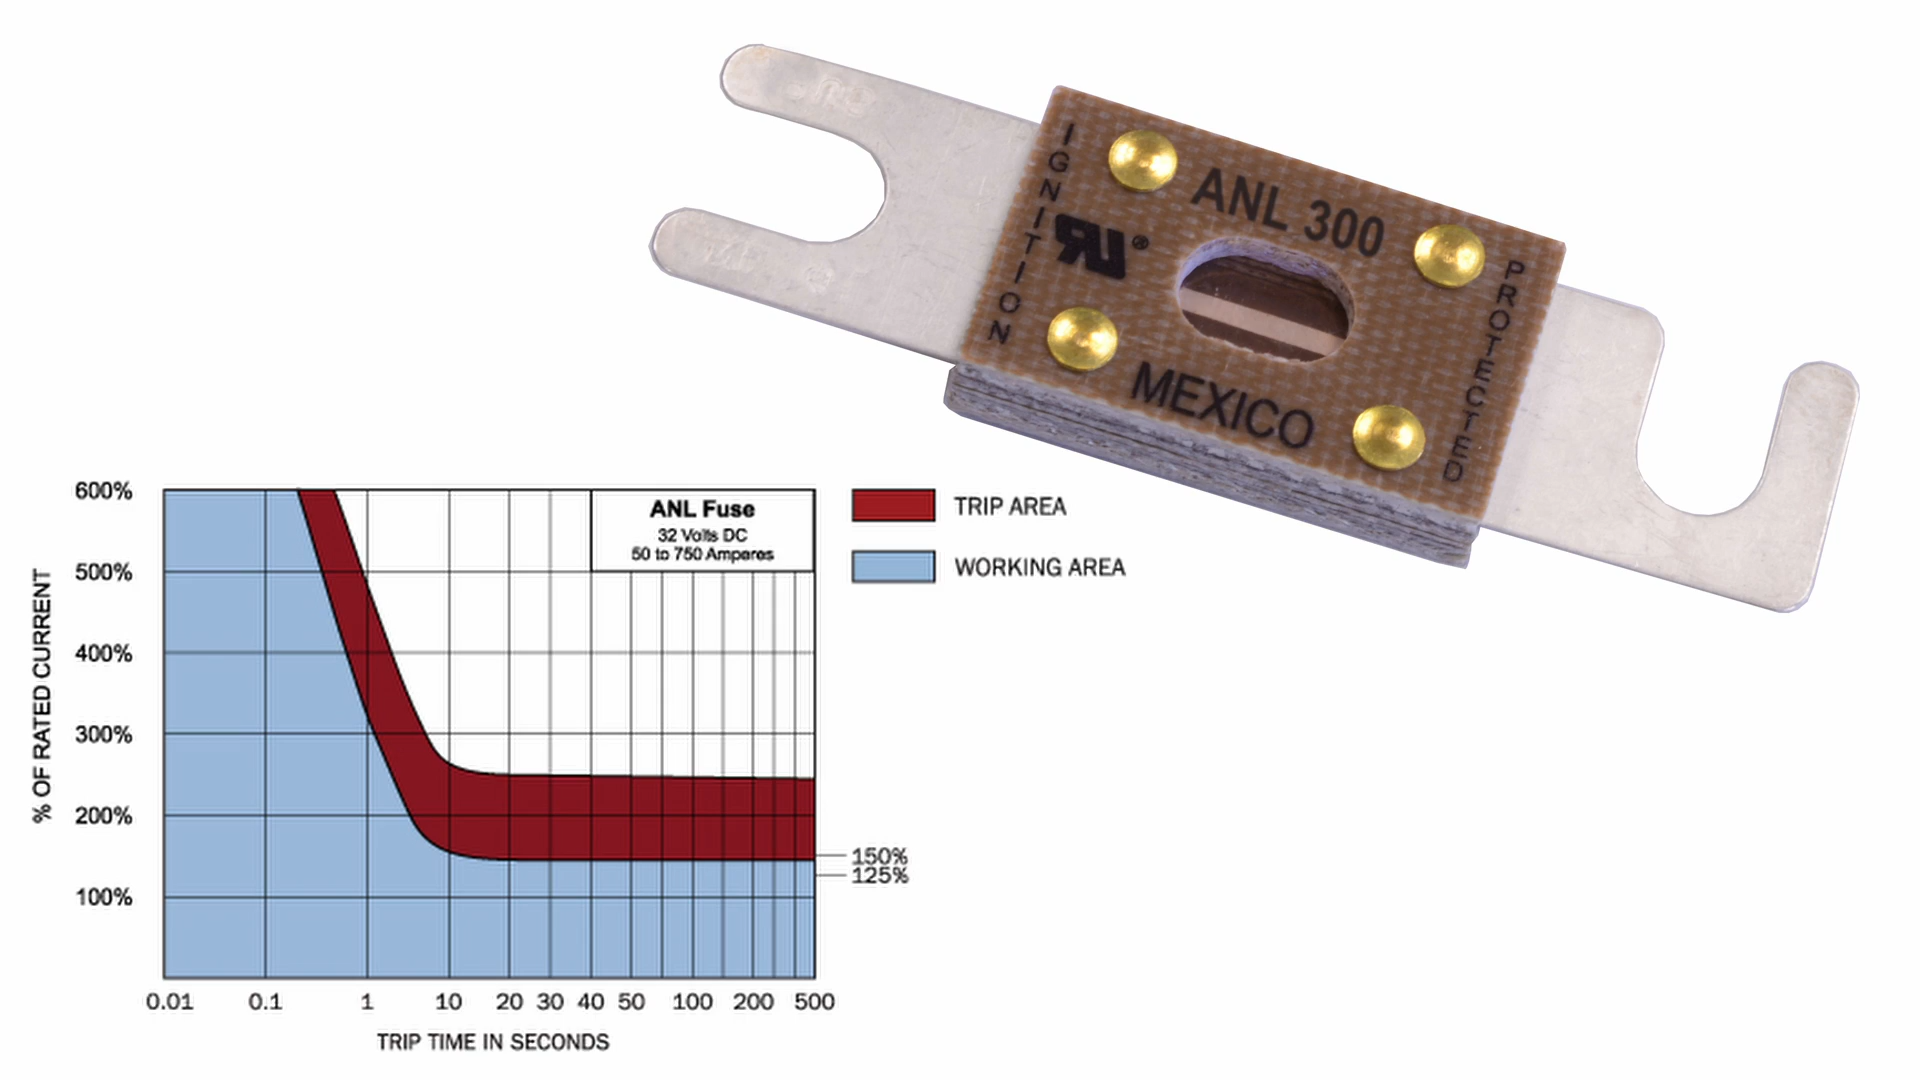 IGNITION
ANL 300
RU®
MEXICO
PROTECTED
600%
500%
400%
300%
200%
100%
% OF RATED CURRENT
ANL Fuse
32 Volts DC
50 to 750 Amperes
TRIP AREA
WORKING AREA
150%
125%
0.01 0.1 1 10 20 30 40 50 100 200 500
TRIP TIME IN SECONDS